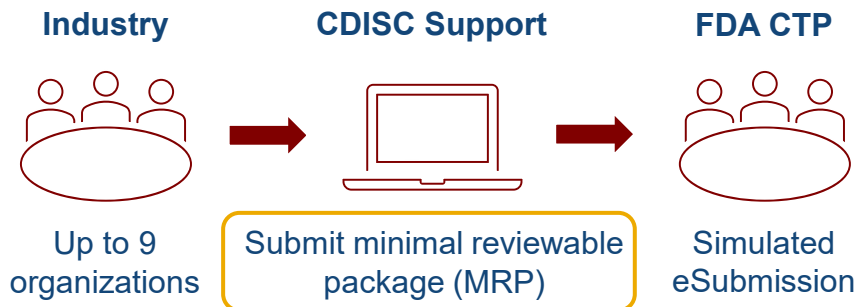 Industry
CDISC Support
FDA CTP
Up to 9
organizations
Submit minimal reviewable
package (MRP)
Simulated
eSubmission